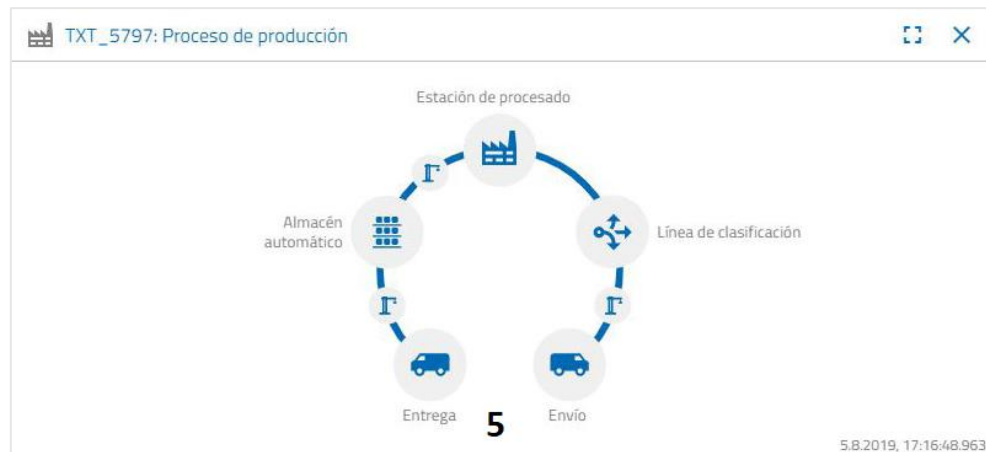 TXT_5797: Proceso de producción
Estación de procesado
Almacén
automático
Línea de clasificación
Entrega
5
Envío
5.8.2019, 17:16:48.963